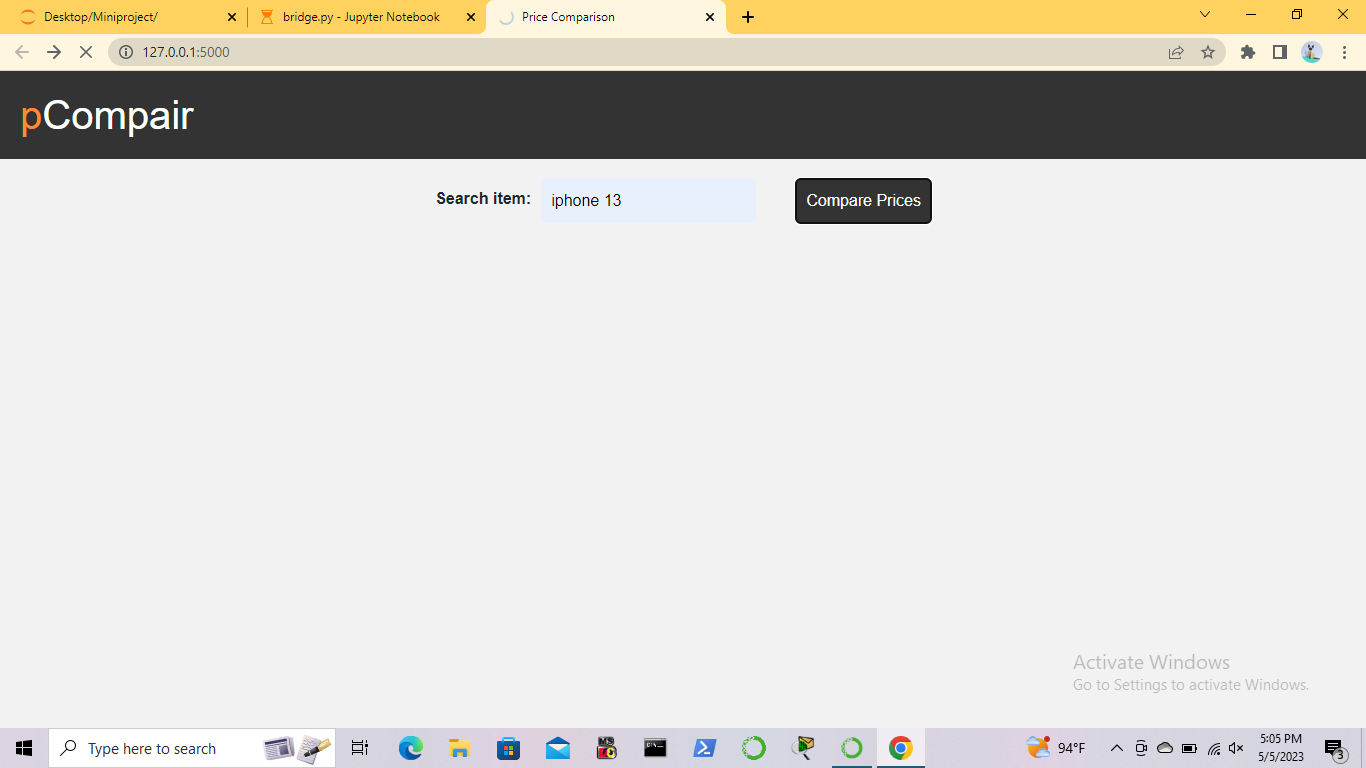 Desktop/Miniproject/
bridge.py - Jupyter Notebook
Price Comparison
127.0.0.1:5000
pCompair
Search item:
iphone 13
Compare Prices
Activate Windows
Go to Settings to activate Windows.
Type here to search
94°F
5:05 PM
5/5/2023
3